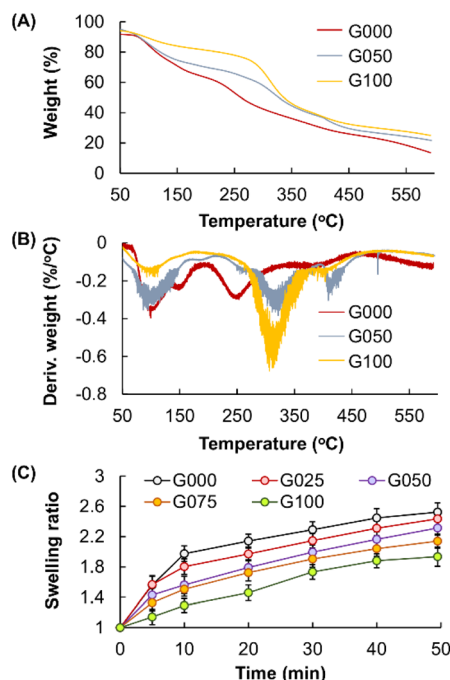 (A)
100
80
60
40
20
0
Weight (%)
G000
G050
G100
50 150 250 350 450 550
Temperature (°C)
(B)
0
-0.2
-0.4
-0.6
-0.8
Deriv. weight (%/°C)
G000
G050
G100
50 150 250 350 450 550
Temperature (°C)
(C)
3
2.6
2.2
1.8
1.4
1
Swelling ratio
G000 G025 G050
G075 G100
0 10 20 30 40 50
Time (min)